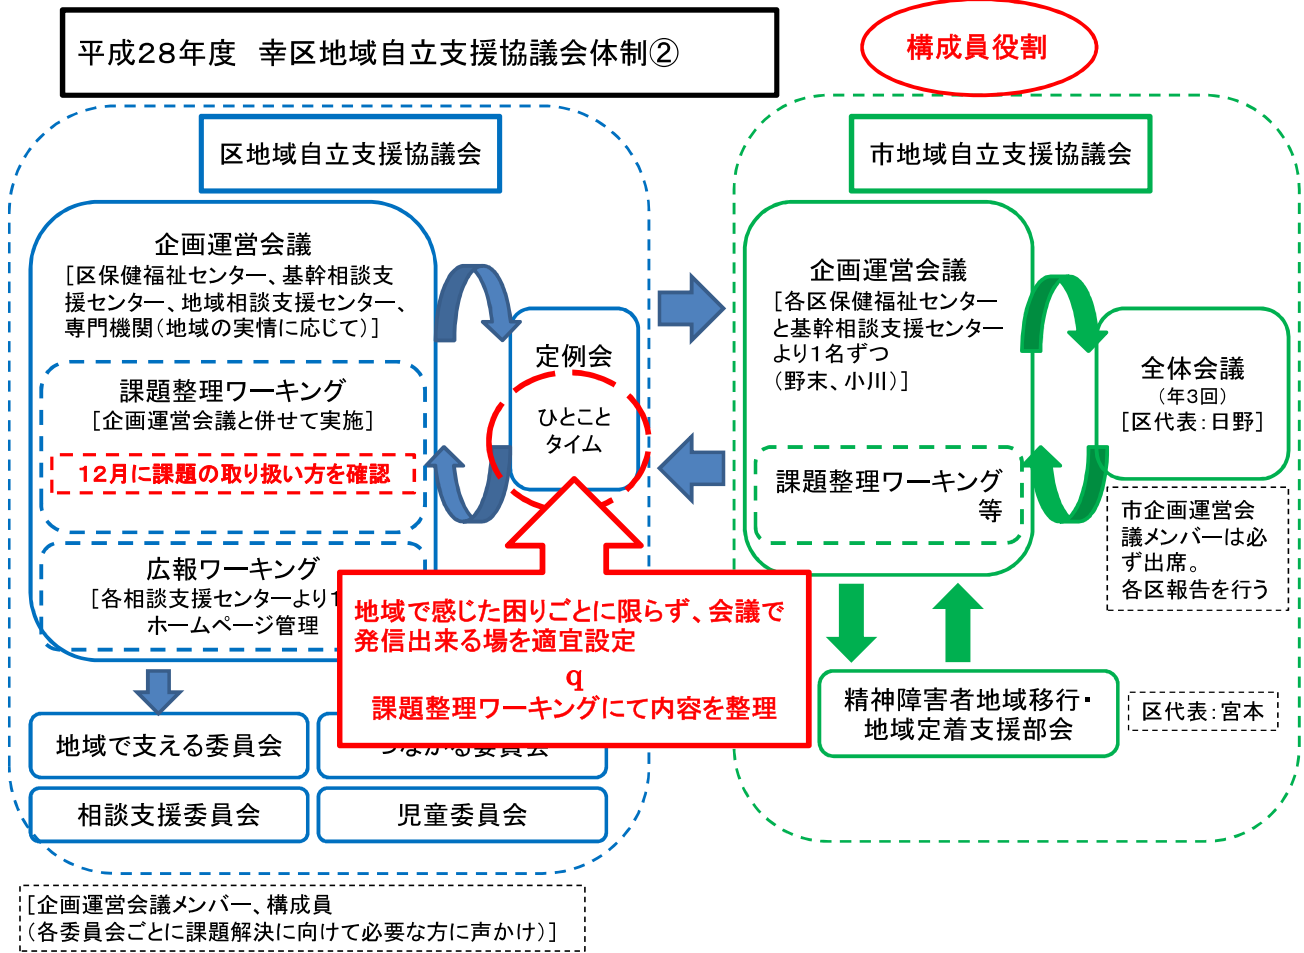 平成28年度　幸区地域自立支援協議会体制②
構成員役割
区地域自立支援協議会
企画運営会議
[区保健福祉センター、基幹相談支
援センター、地域相談支援センター、
専門機関（地域の実情に応じて）]
課題整理ワーキング
[企画運営会議と併せて実施]
12月に課題の取り扱い方を確認
広報ワーキング
[各相談支援センターより1
ホームページ管理
定例会
ひとこと
タイム
地域で感じた困りごとに限らず、会議で
発信出来る場を適宜設定
q
課題整理ワーキングにて内容を整理
地域で支える委員会
つながる委員会
相談支援委員会
児童委員会
[企画運営会議メンバー、構成員
（各委員会ごとに課題解決に向けて必要な方に声かけ）]
市地域自立支援協議会
企画運営会議
[各区保健福祉センター
と基幹相談支援センター
より1名ずつ
（野末、小川）]
課題整理ワーキング
等
全体会議
（年3回）
[区代表：日野]
市企画運営会
議メンバーは必
ず出席。
各区報告を行う
精神障害者地域移行・
地域定着支援部会
区代表：宮本